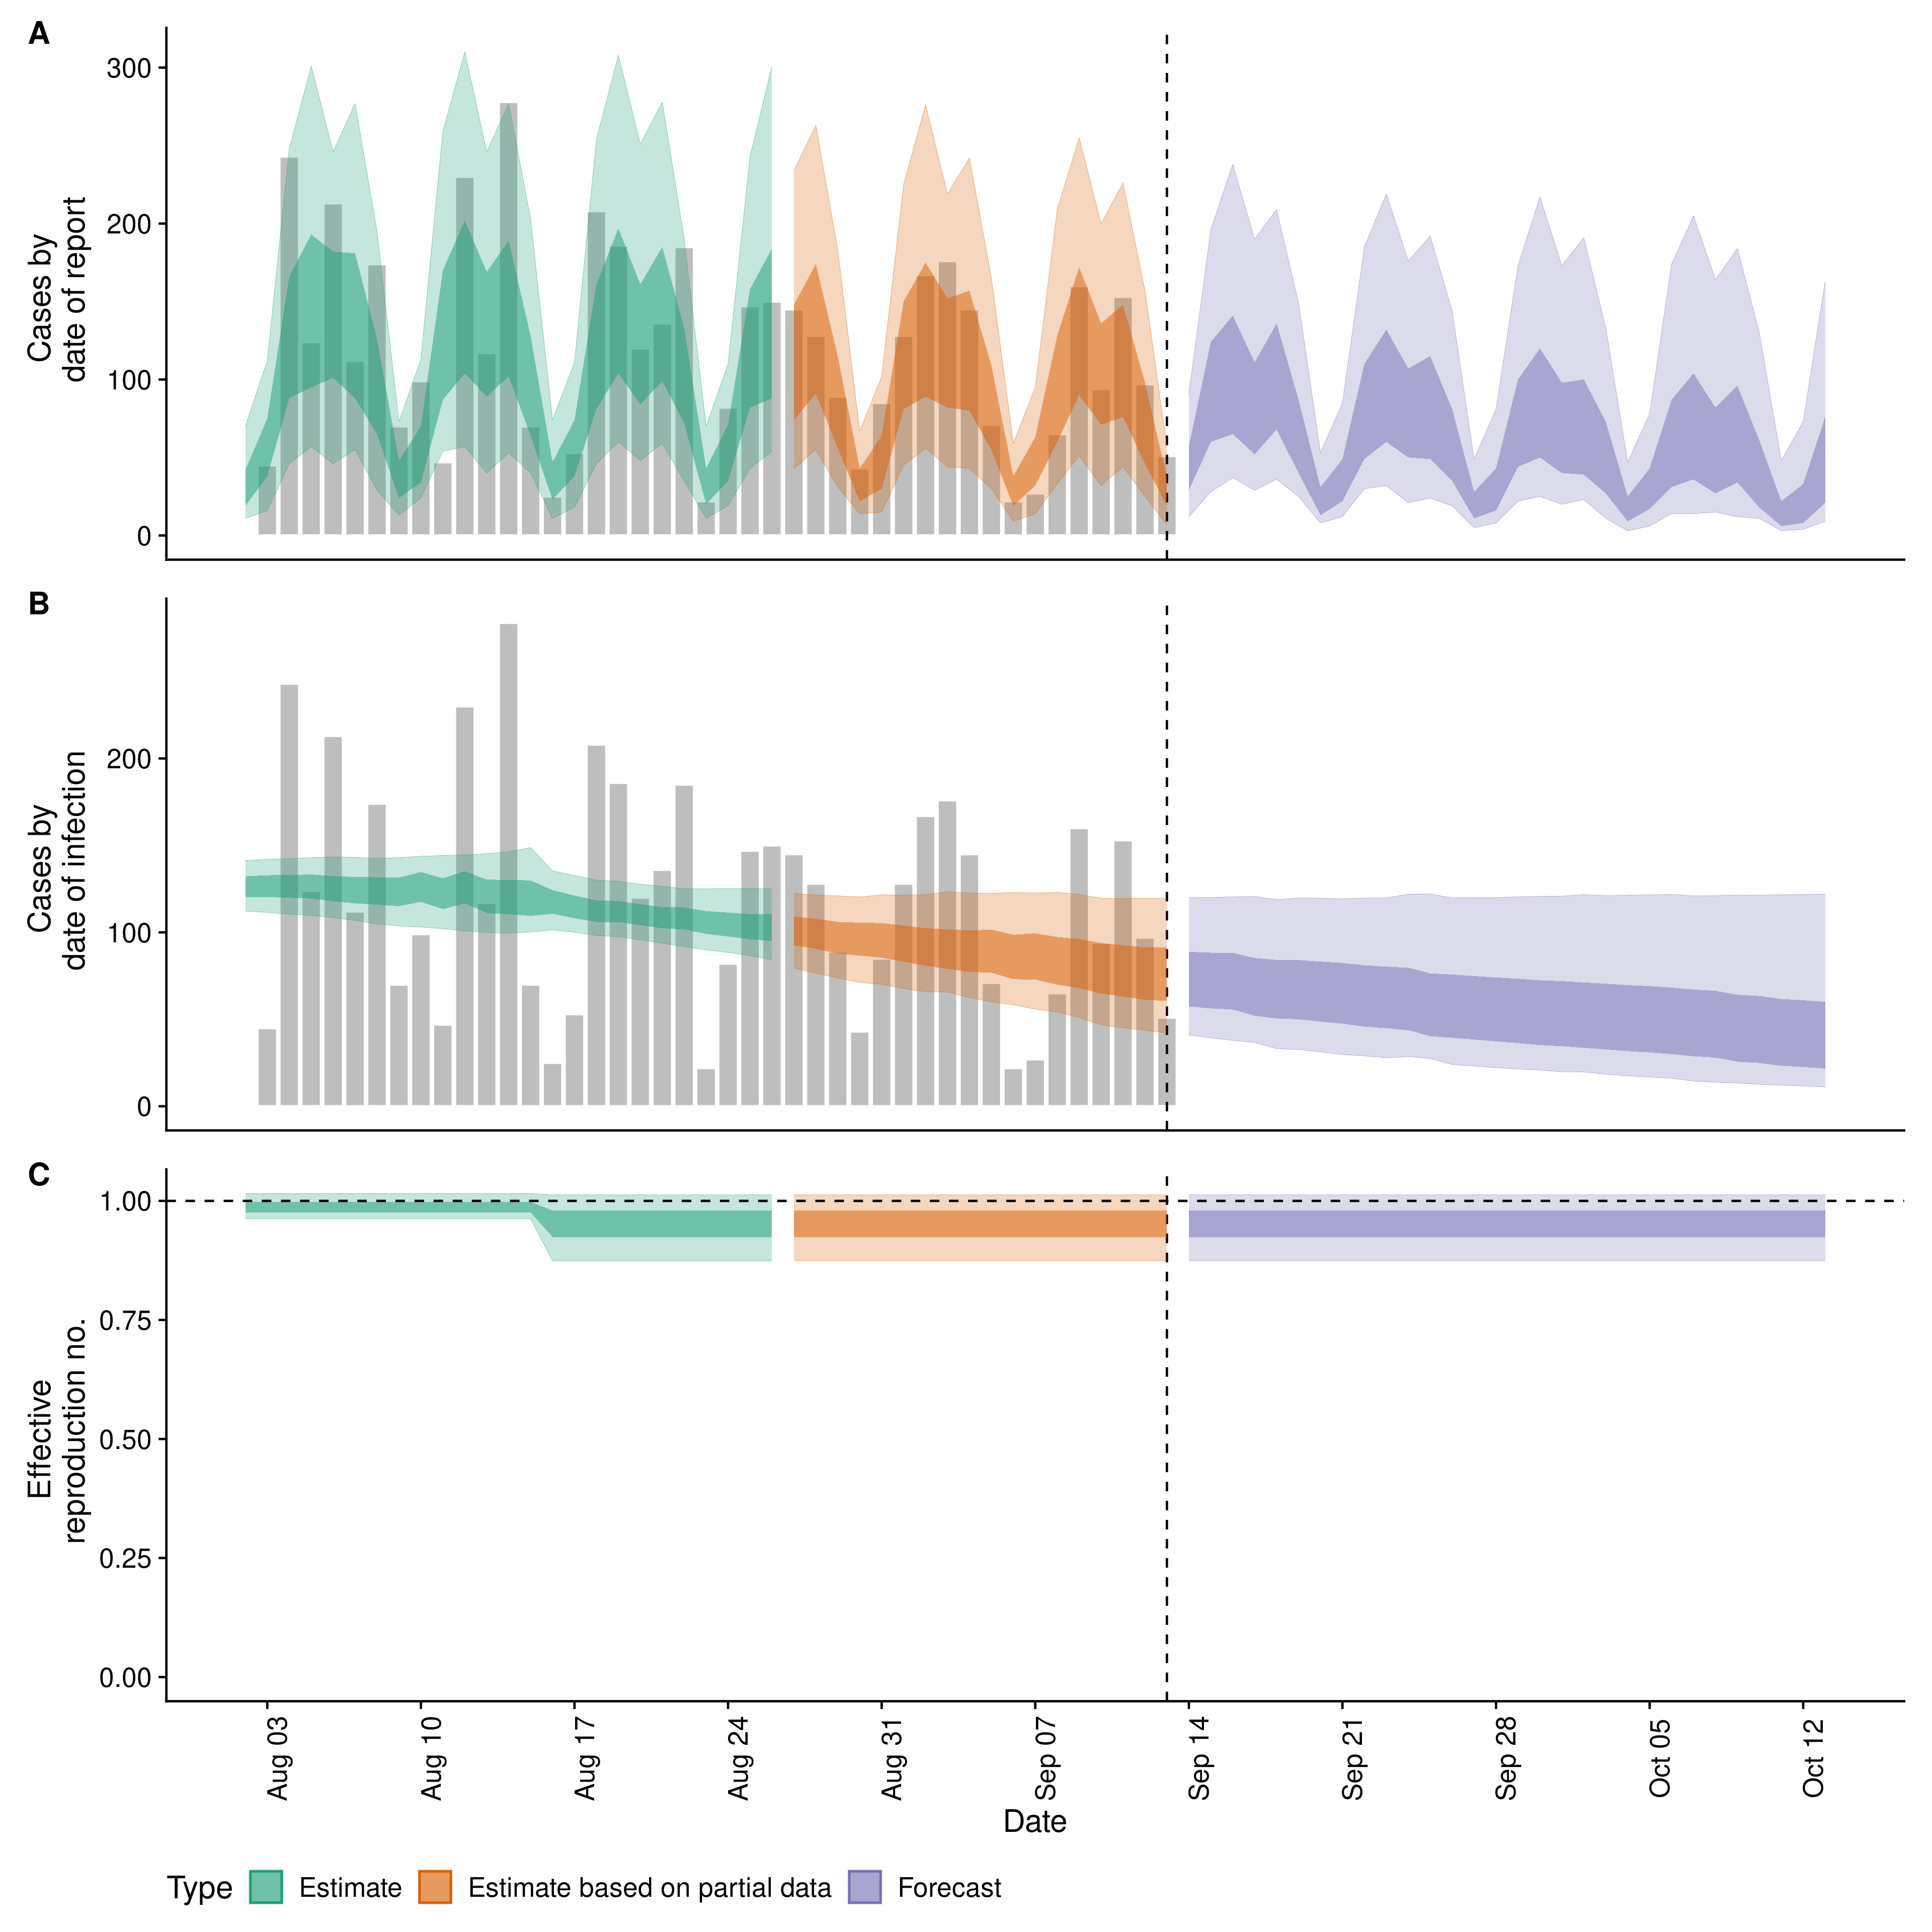 A
Cases by
date of report
300
200
100
0
B
Cases by
date of infection
200
100
0
C
Effective
reproduction no.
1.00
0.75
0.50
0.25
0.00
Aug 03
Aug 10
Aug 17
Aug 24
Aug 31
Sep 07
Sep 14
Sep 21
Sep 28
Oct 05
Oct 12
Date
Type Estimate Estimate based on partial data Forecast